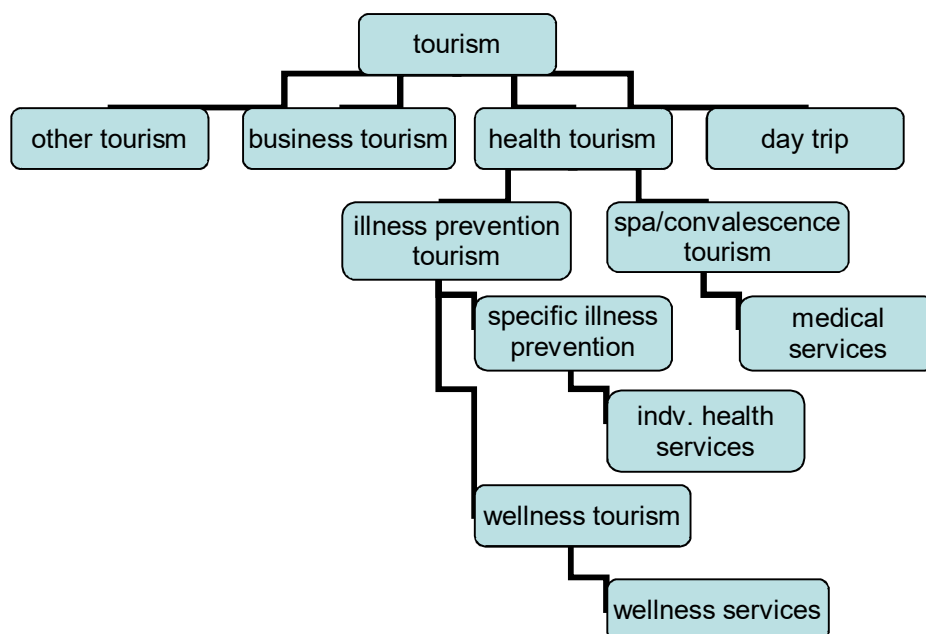 tourism
other tourism
business tourism
health tourism
day trip
illness prevention
tourism
spa/convalescence
tourism
specific illness
prevention
medical
services
indv. health
services
wellness tourism
wellness services